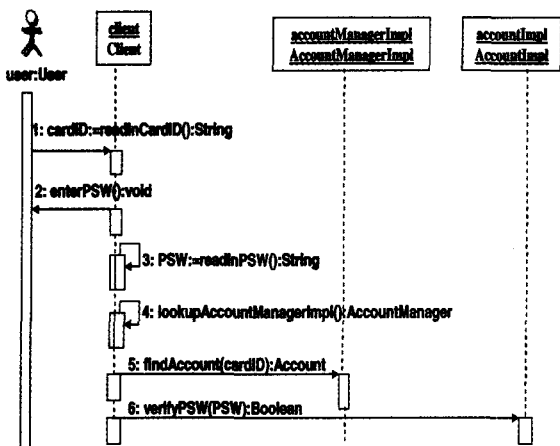 client
Client
accountManagerImpl
AccountManagerImpl
accountImpl
AccountImpl
user:User
1: cardID:=readInCardID():String
2: enterPSW():void
3: PSW:=readInPSW():String
4: lookupAccountManagerImpl():AccountManager
5: findAccount(cardID):Account
6: verifyPSW(PSW):Boolean